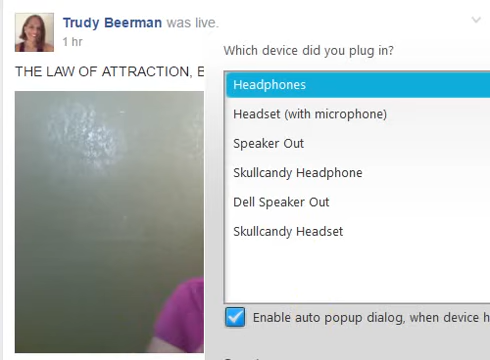 Trudy Beerman was live.
1 hr
THE LAW OF ATTRACTION,
Which device did you plug in?
Headphones
Headset (with microphone)
Speaker Out
Skullcandy Headphone
Dell Speaker Out
Skullcandy Headset
Enable auto popup dialog, when device